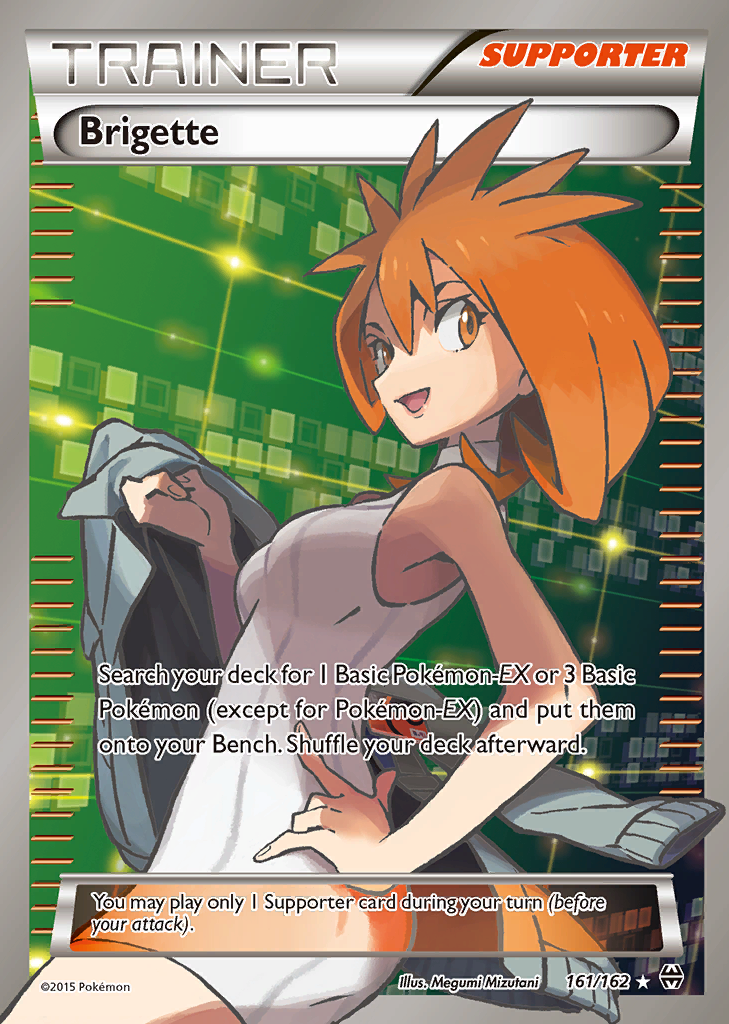 TRAINER
SUPPORTER
Brigette
Search your deck for 1 Basic Pokémon-EX or 3 Basic
Pokémon (except for Pokémon-EX) and put them
onto your Bench. Shuffle your deck afterward.
You may play only 1 Supporter card during your turn (before
your attack).
©2015 Pokémon
Illus. Megumi Mizutani
161/162 ★